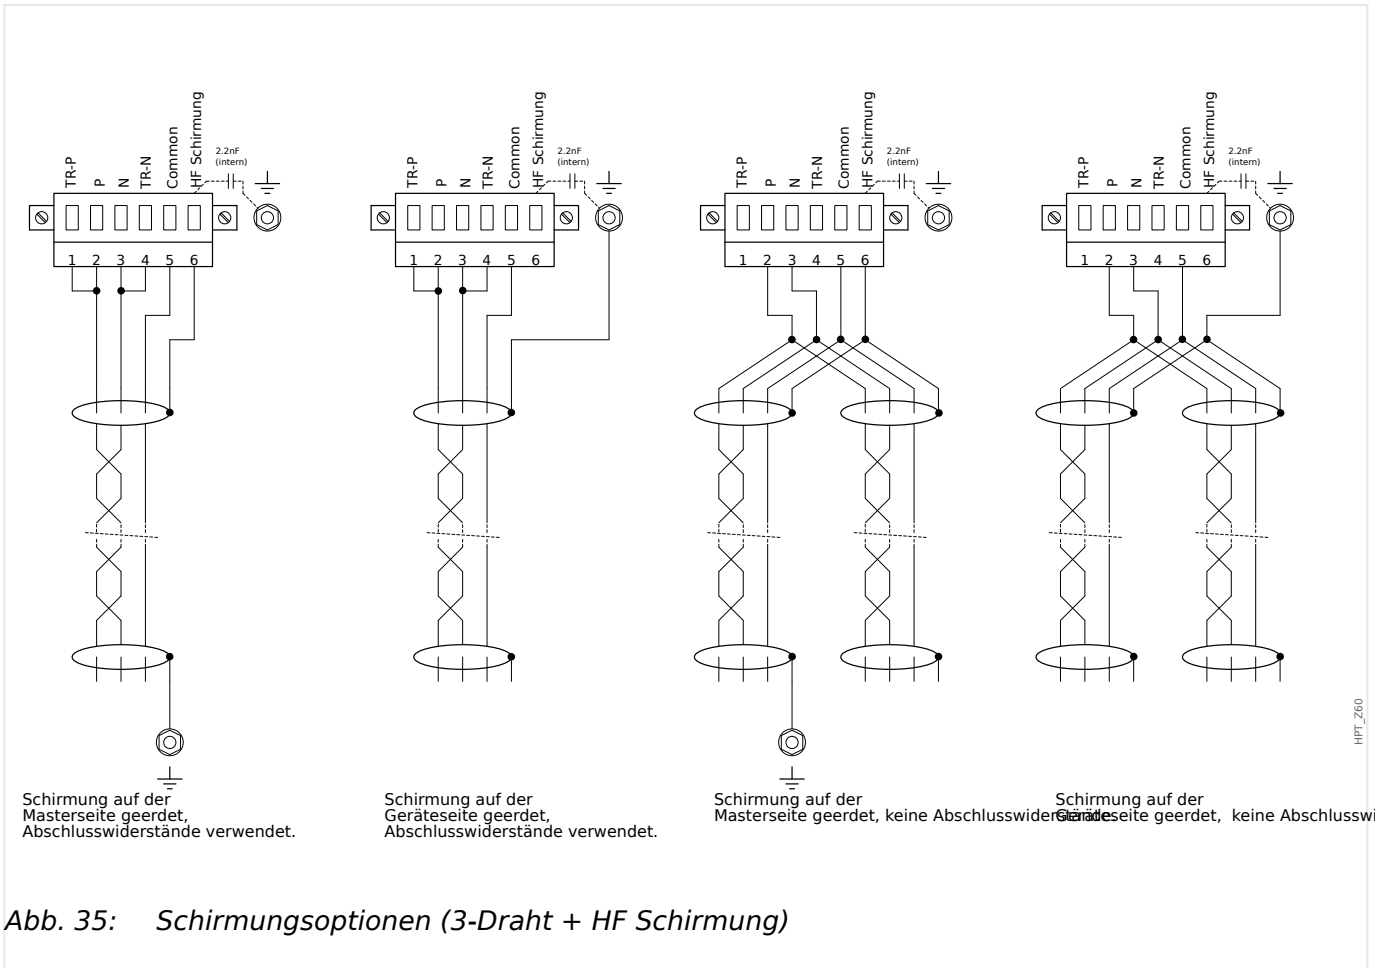 TR-P P N TR-N Common HF Schirmung
2.2nF
(intern)
1 2 3 4 5 6
Schirmung auf der
Masterseite geerdet,
Abschlusswiderstände verwendet.
TR-P P N TR-N Common HF Schirmung
2.2nF
(intern)
1 2 3 4 5 6
Schirmung auf der
Geräteseite geerdet,
Abschlusswiderstände verwendet.
TR-P P N TR-N Common HF Schirmung
2.2nF
(intern)
1 2 3 4 5 6
Schirmung auf der
Masterseite geerdet, keine Abschlusswiderstände.
TR-P P N TR-N Common HF Schirmung
2.2nF
(intern)
1 2 3 4 5 6
Schirmung auf der
Geräteseite geerdet, keine Abschlusswi
HPT_Z60
Abb. 35: Schirmungsoptionen (3-Draht + HF Schirmung)